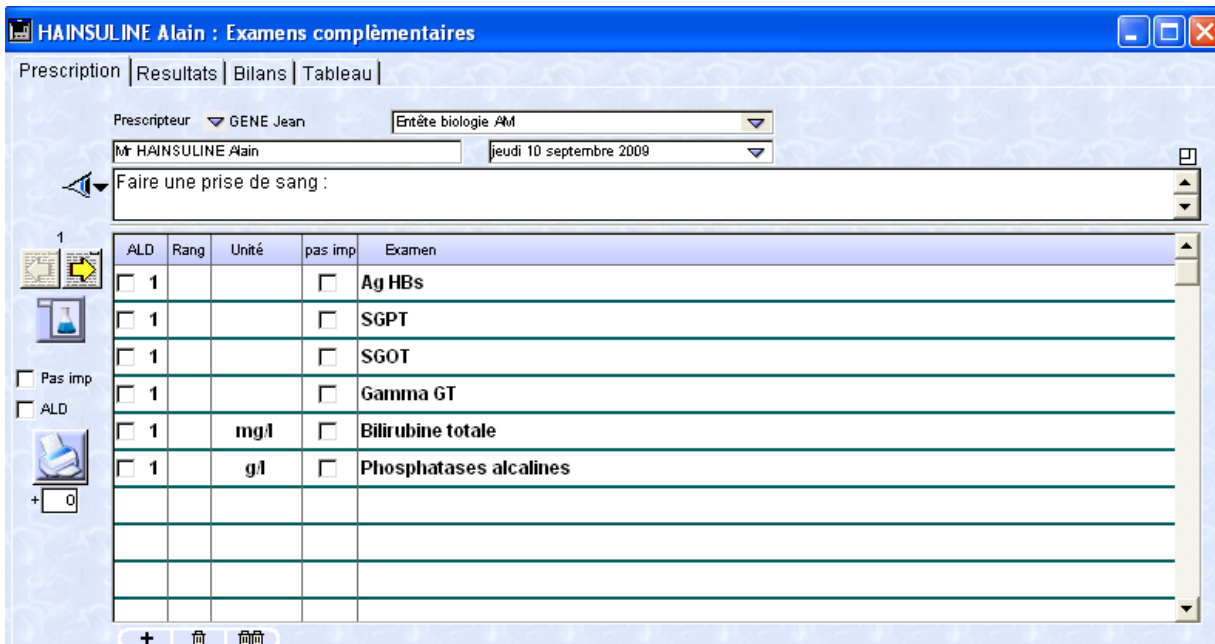 HAINSULINE Alain : Examens complèmentaires
Prescription Resultats Bilans Tableau
Prescripteur GENE Jean Entête biologie AM
Mr HAINSULINE Alain jeudi 10 septembre 2009
Faire une prise de sang :
1
ALD Rang Unité pas imp Examen
1 Ag HBs
1 SGPT
1 SGOT
Pas imp
1 Gamma GT
ALD
1 mg/l Bilirubine totale
1 g/l Phosphatases alcalines
+ 0
+